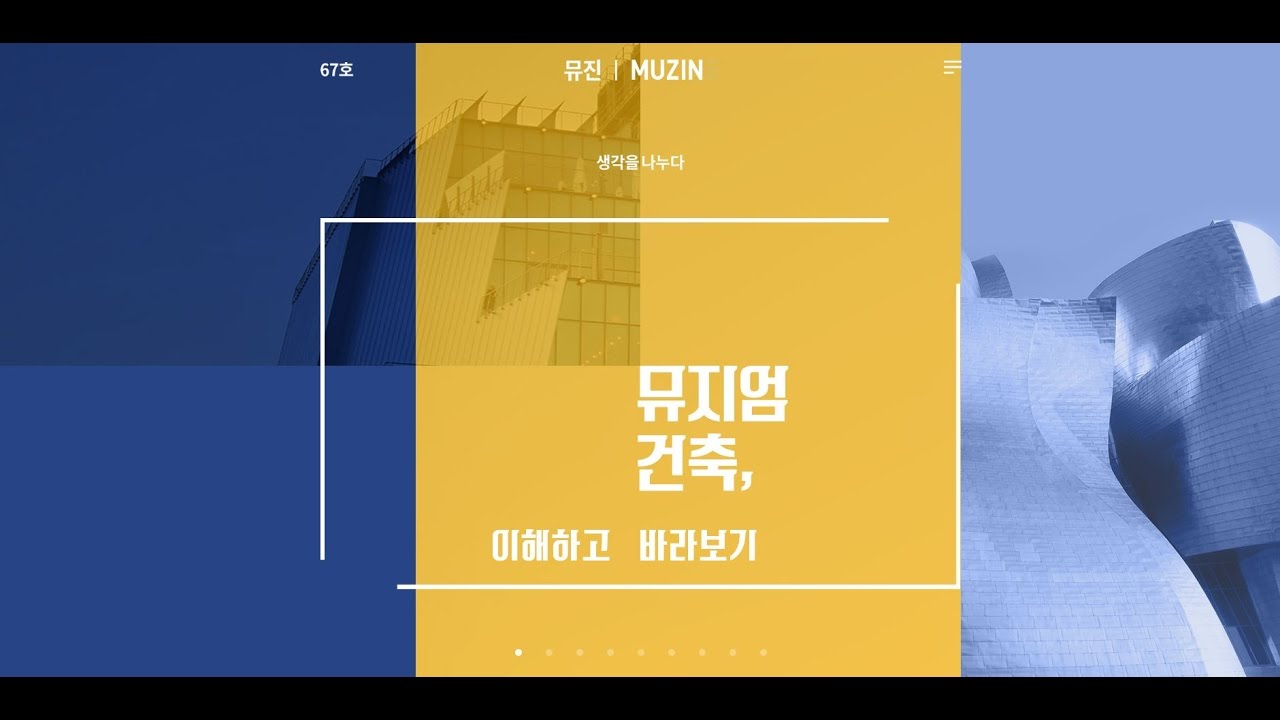 67호
뮤진 | MUZIN
생각을 나누다
뮤지엄
건축,
이해하고 바라보기